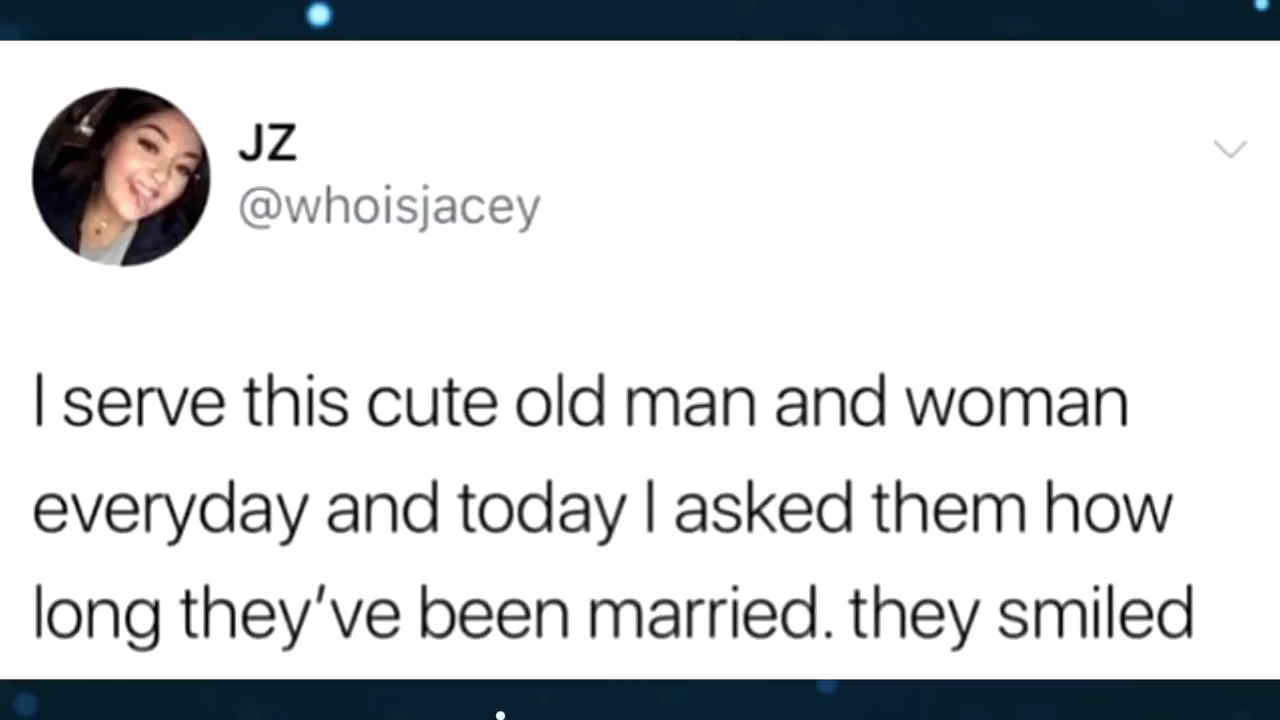 JZ
@whoisjacey
I serve this cute old man and woman
everyday and today I asked them how
long they've been married. they smiled